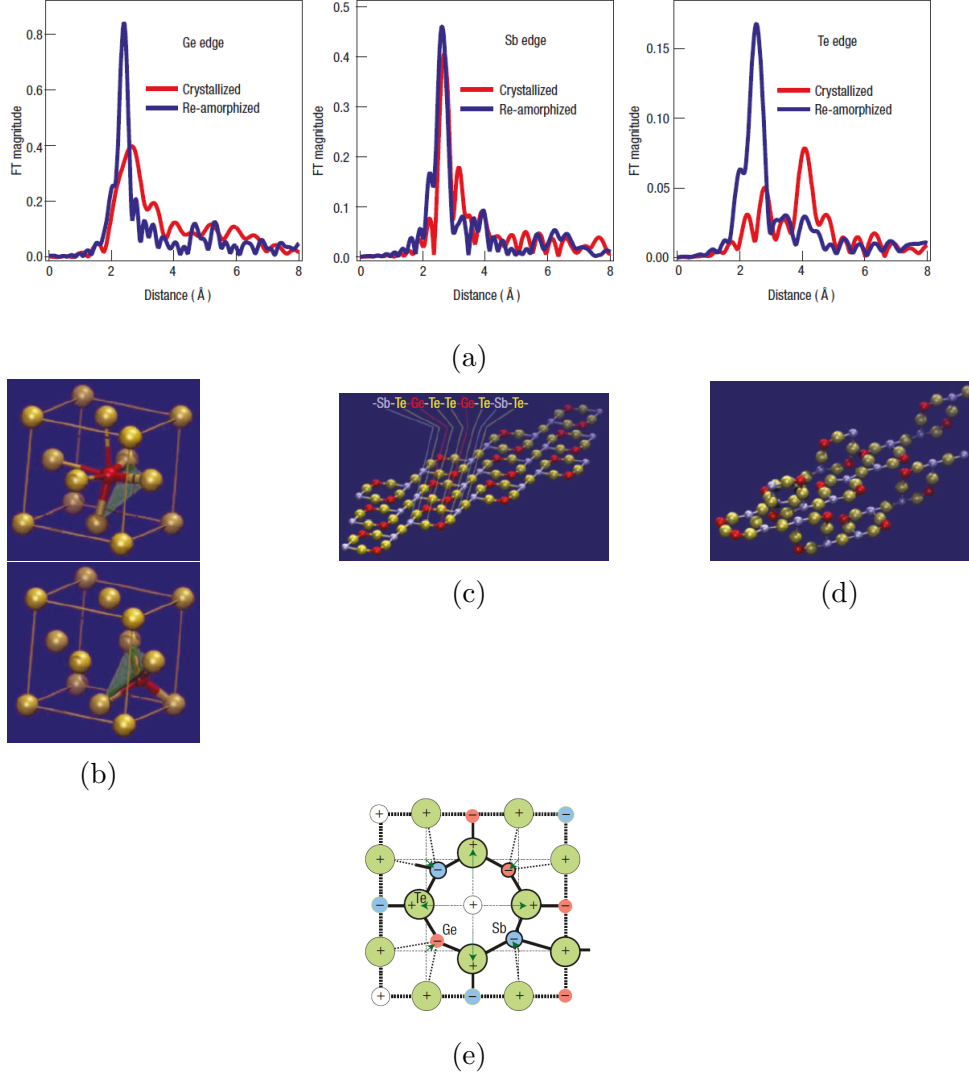 0.8
0.6
0.4
0.2
0.0
FT magnitude
Ge edge
Crystallized
Re-amorphized
0 2 4 6 8
Distance ( Å )
0.5
0.4
0.3
0.2
0.1
0.0
FT magnitude
Sb edge
Crystallized
Re-amorphized
0 2 4 6 8
Distance ( Å )
0.15
0.10
0.05
0.00
FT magnitude
Te edge
Crystallized
Re-amorphized
0 2 4 6 8
Distance ( Å )
(a)
-Sb-Te-Ge-Te-Te-Ge-Te-Sb-Te-
(b)
(c)
(d)
+ + − + −
+ − + − +
− Te + + + −
+ Ge − Sb − +
+
+ + − + −
(e)